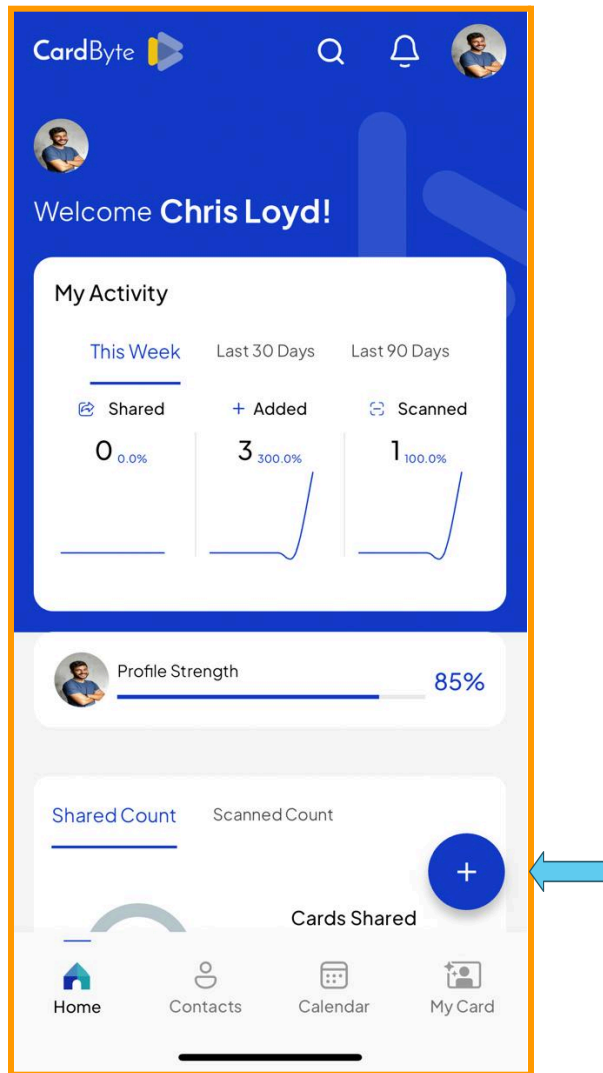 CardByte
Welcome Chris Loyd!
My Activity
This Week Last 30 Days Last 90 Days
Shared + Added Scanned
0 0.0% 3 300.0% 1 100.0%
Profile Strength
85%
Shared Count Scanned Count
+
Cards Shared
Home Contacts Calendar My Card